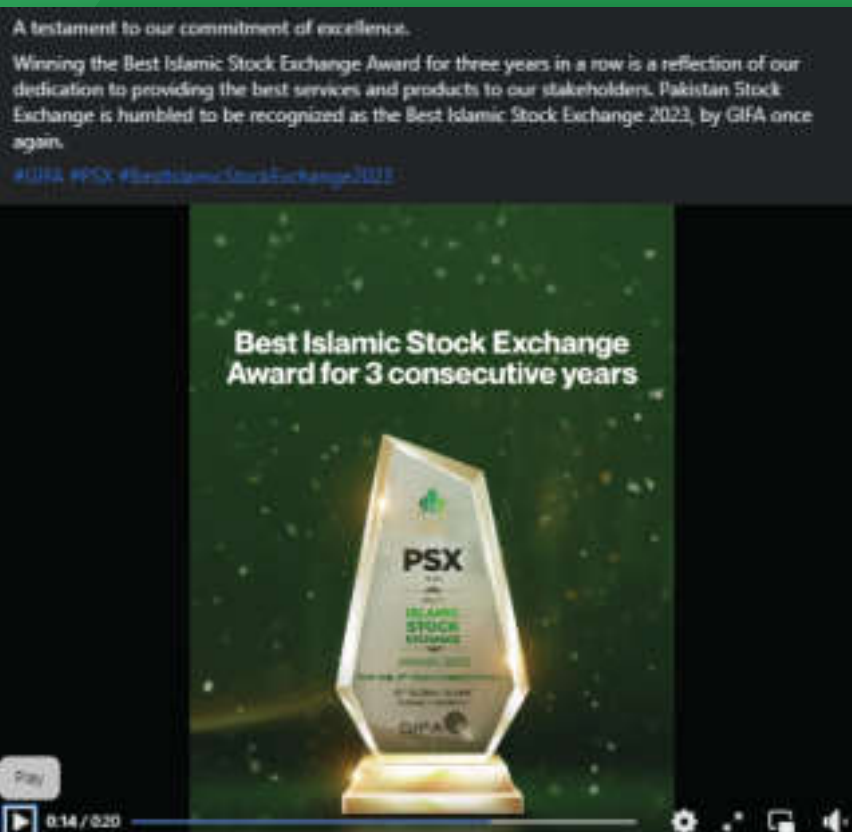 A testament to our commitment of excellence.
Winning the Best Islamic Stock Exchange Award for three years in a row is a reflection of our
dedication to providing the best services and products to our stakeholders. Pakistan Stock
Exchange is humbled to be recognized as the Best Islamic Stock Exchange 2023, by GIFA once
again.
#GIFA #PSX #BestIslamicStockExchange2023
Best Islamic Stock Exchange
Award for 3 consecutive years
PSX
ISLAMIC
STOCK
EXCHANGE
GIFA
Play
0:14 / 0:20